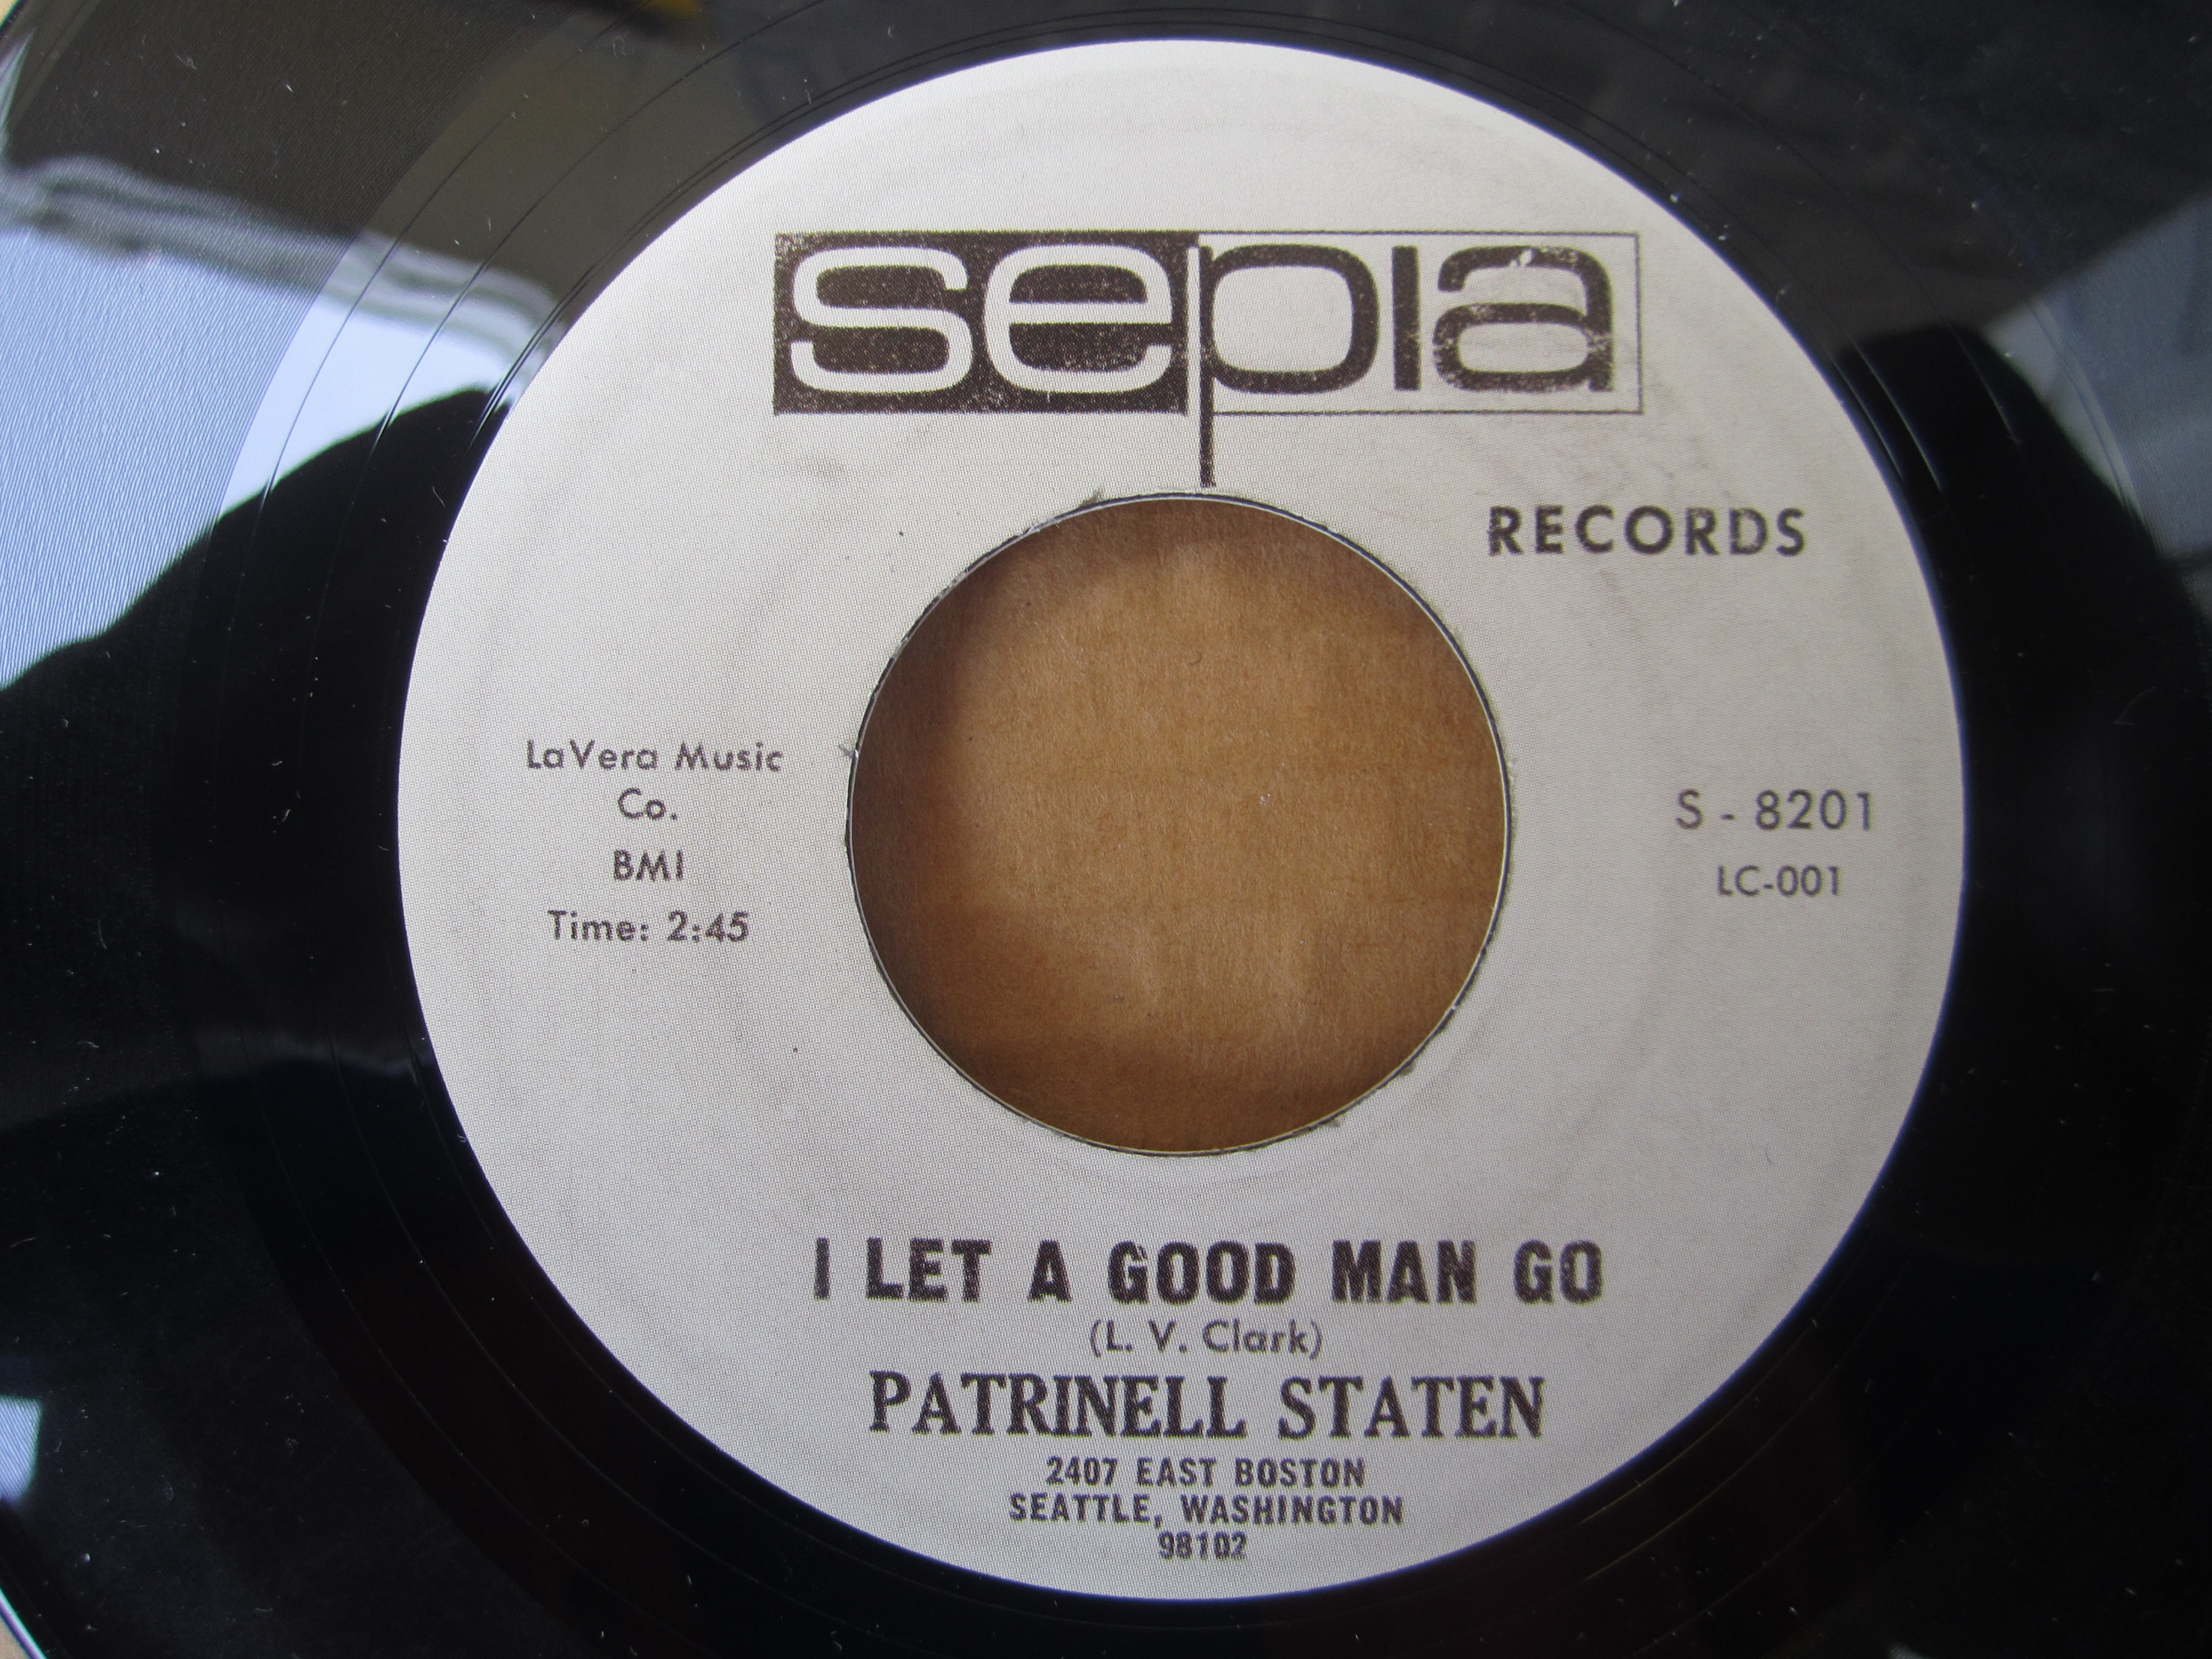 sepia
RECORDS
LaVera Music
Co.
BMI
Time: 2:45
S - 8201
LC-001
I LET A GOOD MAN GO
(L. V. Clark)
PATRINELL STATEN
2407 EAST BOSTON
SEATTLE, WASHINGTON
98102